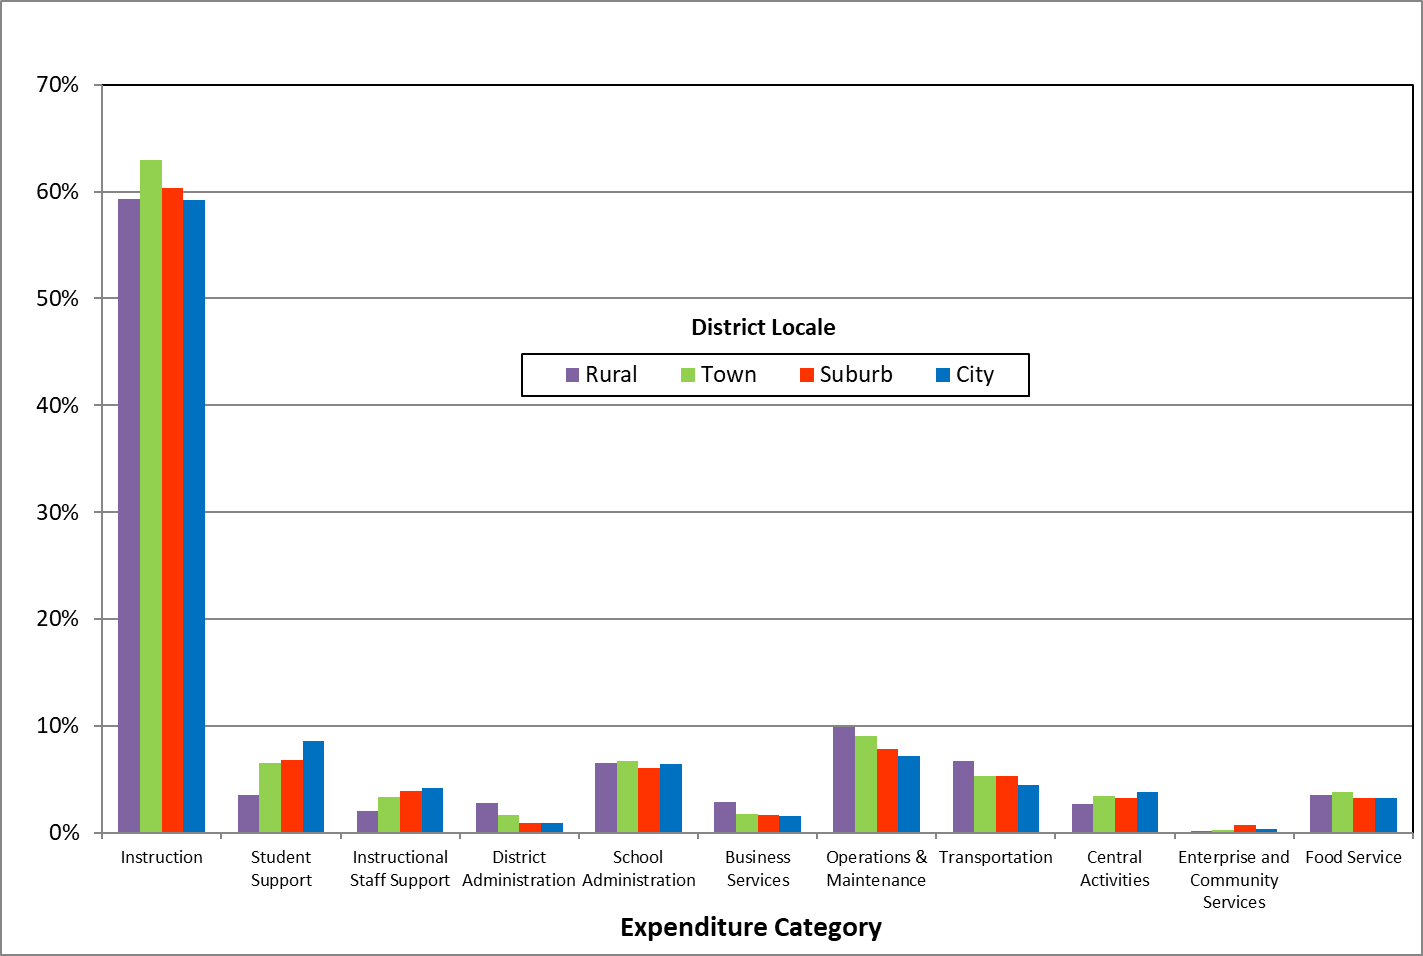 70%
60%
50%
40%
30%
20%
10%
0%
District Locale
Rural Town Suburb City
Instruction
Student
Support
Instructional
Staff Support
District
Administration
School
Administration
Business
Services
Operations &
Maintenance
Transportation
Central
Activities
Enterprise and
Community
Services
Food Service
Expenditure Category